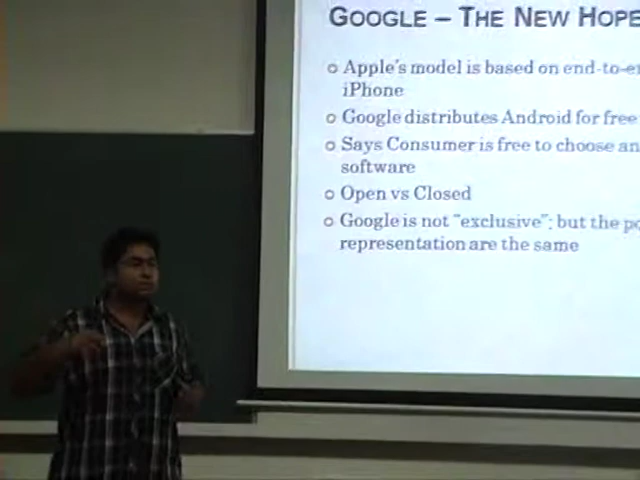 GOOGLE – THE NEW HOPE
Apple's model is based on end-to-
iPhone
Google distributes Android for free
Says Consumer is free to choose
software
Open vs Closed
Google is not "exclusive"; but the
representation are the same